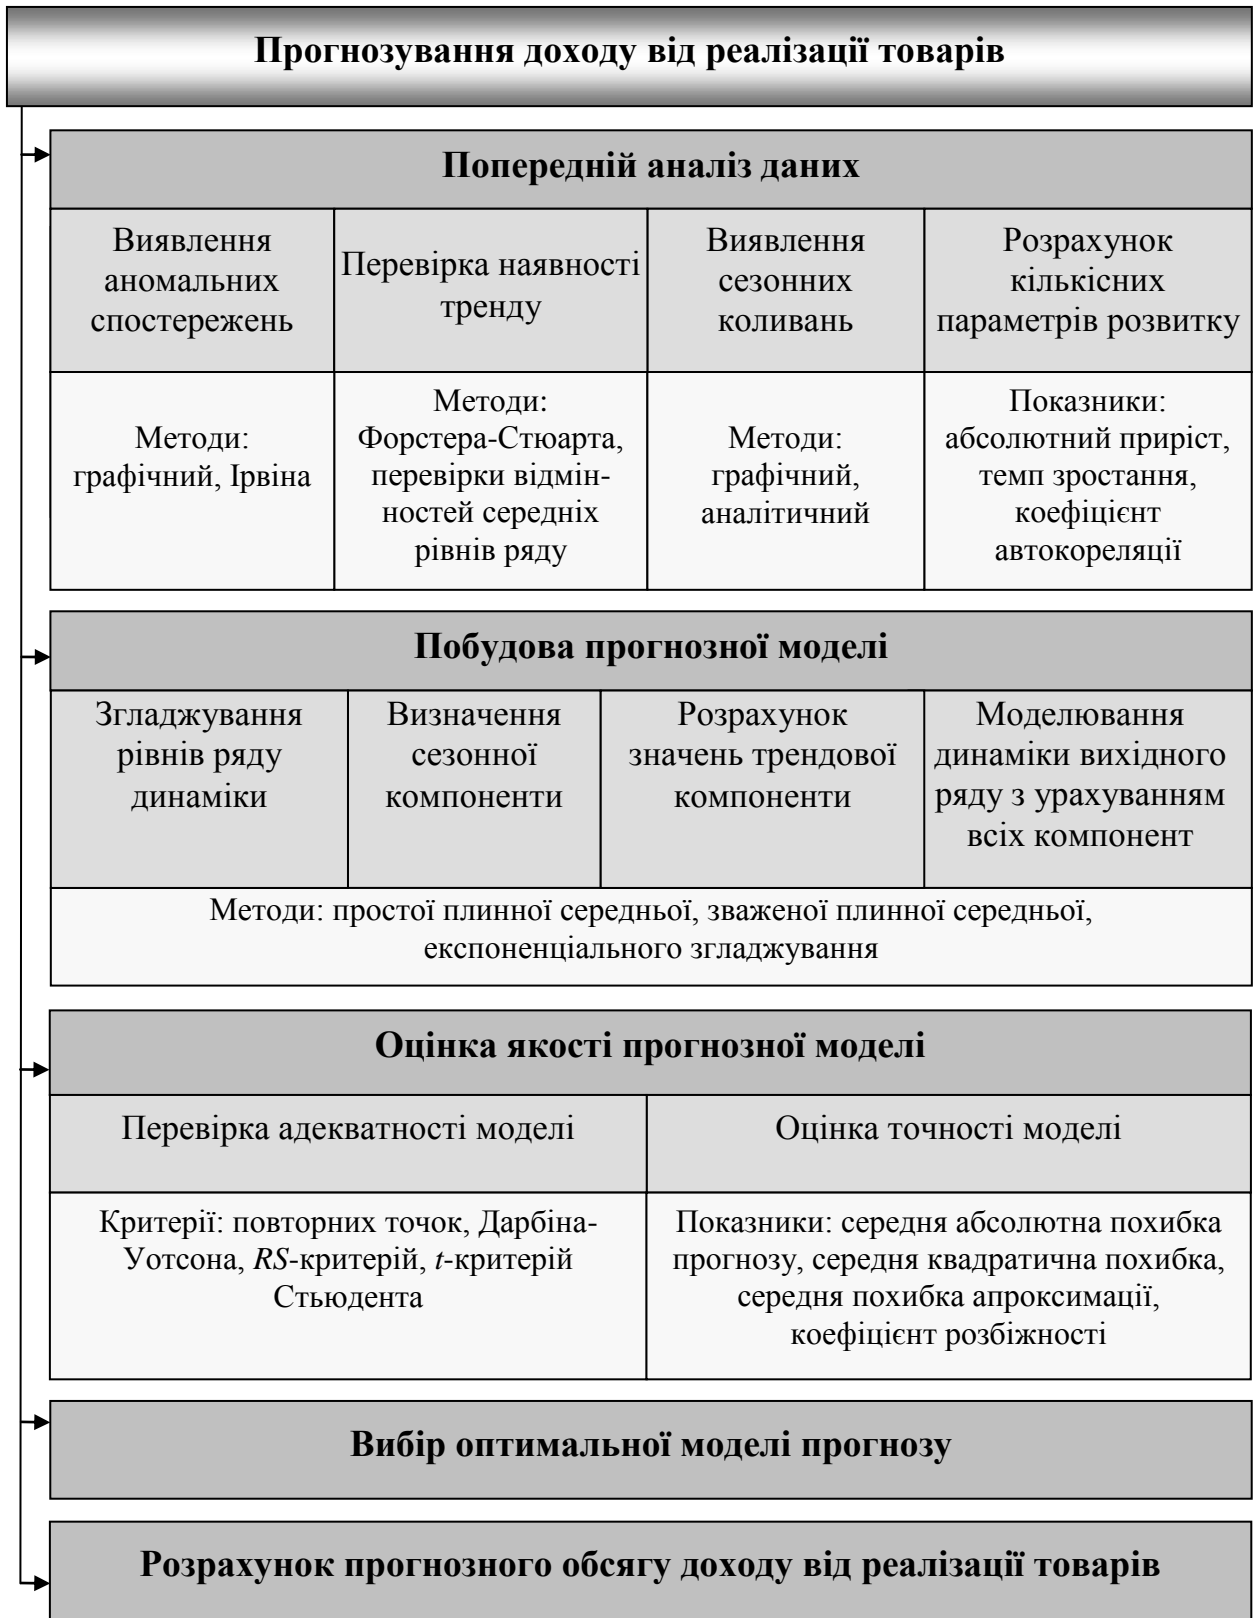 Прогнозування доходу від реалізації товарів
Попередній аналіз даних
Виявлення
аномальних
спостережень
Перевірка наявності
тренду
Виявлення
сезонних
коливань
Розрахунок
кількісних
параметрів розвитку
Методи:
графічний, Ірвіна
Методи:
Форстера-Стюарта,
перевірки відмін-
ностей середніх
рівнів ряду
Методи:
графічний,
аналітичний
Показники:
абсолютний приріст,
темп зростання,
коефіцієнт
автокореляції
Побудова прогнозної моделі
Згладжування
рівнів ряду
динаміки
Визначення
сезонної
компоненти
Розрахунок
значень трендової
компоненти
Моделювання
динаміки вихідного
ряду з урахуванням
всіх компонент
Методи: простої плинної середньої, зваженої плинної середньої,
експоненціального згладжування
Оцінка якості прогнозної моделі
Перевірка адекватності моделі
Оцінка точності моделі
Критерії: повторних точок, Дарбіна-
Уотсона, RS-критерій, t-критерій
Стьюдента
Показники: середня абсолютна похибка
прогнозу, середня квадратична похибка,
середня похибка апроксимації,
коефіцієнт розбіжності
Вибір оптимальної моделі прогнозу
Розрахунок прогнозного обсягу доходу від реалізації товарів